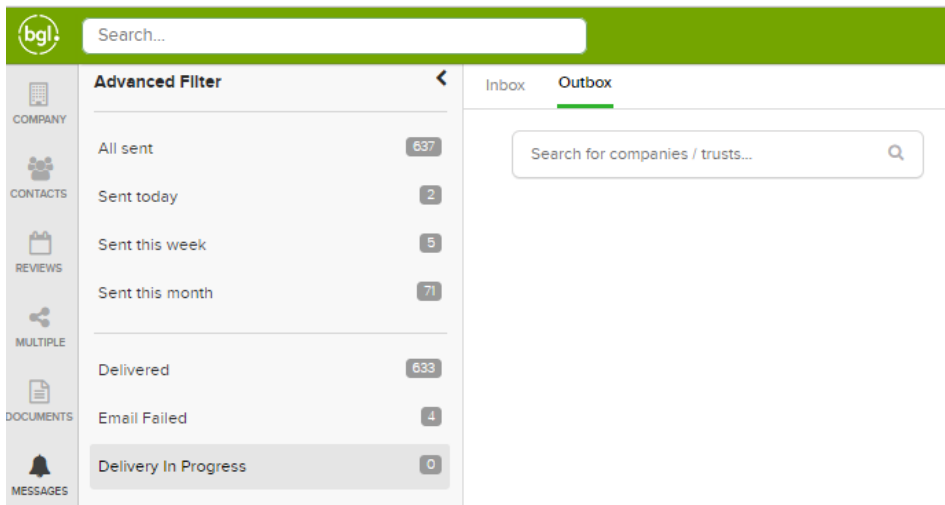 bgl.
Search...
COMPANY
CONTACTS
REVIEWS
MULTIPLE
DOCUMENTS
MESSAGES
Advanced Filter
All sent 637
Sent today 2
Sent this week 5
Sent this month 71
Delivered 633
Email Failed 4
Delivery In Progress 0
Inbox Outbox
Search for companies / trusts...